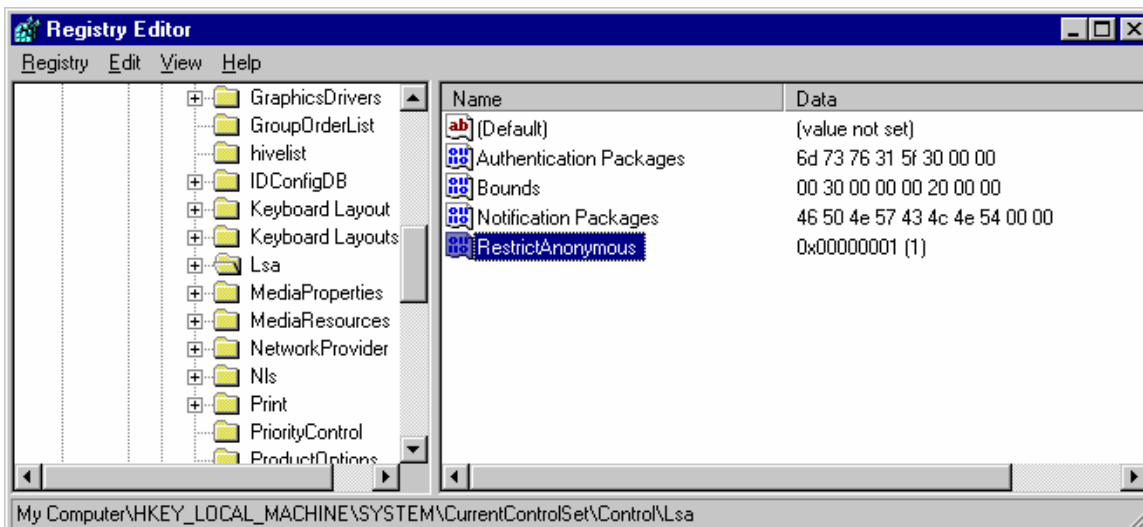 Registry Editor
Registry Edit View Help
GraphicsDrivers
GroupOrderList
hivelist
IDConfigDB
Keyboard Layout
Keyboard Layouts
Lsa
MediaProperties
MediaResources
NetworkProvider
Nls
Print
PriorityControl
ProductOptions
Name Data
(Default) (value not set)
Authentication Packages 6d 73 76 31 5f 30 00 00
Bounds 00 30 00 00 00 20 00 00
Notification Packages 46 50 4e 57 43 4c 4e 54 00 00
RestrictAnonymous 0x00000001 (1)
My Computer\HKEY_LOCAL_MACHINE\SYSTEM\CurrentControlSet\Control\Lsa